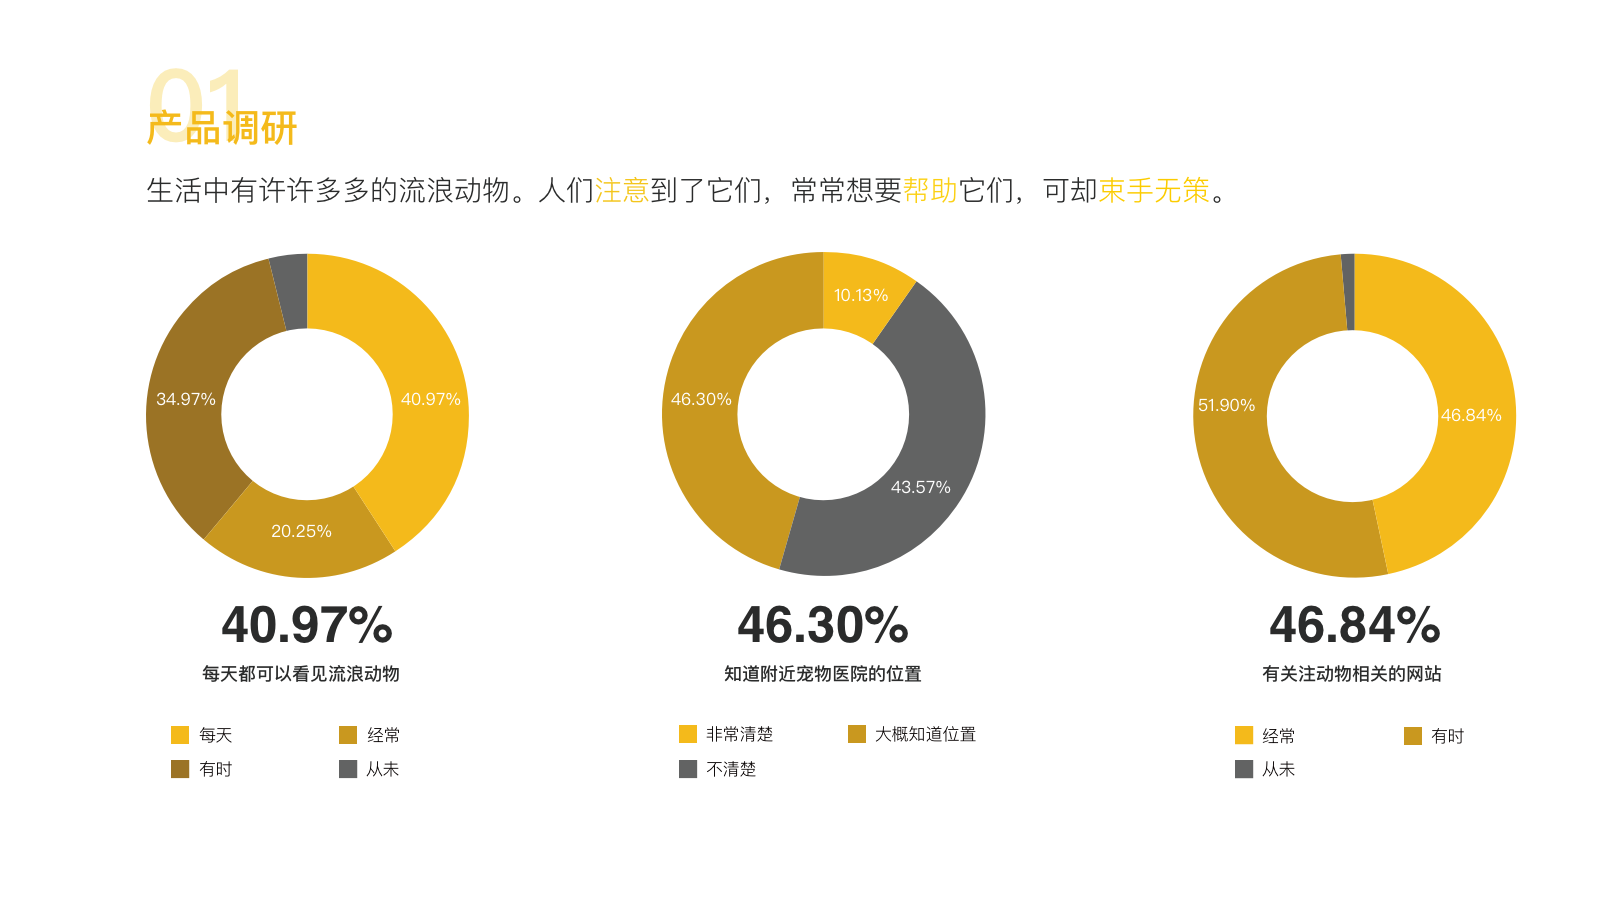 01
产品调研
生活中有许许多多的流浪动物。人们注意到了它们，常常想要帮助它们，可却束手无策。
34.97%
40.97%
20.25%
40.97%
每天都可以看见流浪动物
每天
经常
有时
从未
10.13%
46.30%
43.57%
46.30%
知道附近宠物医院的位置
非常清楚
大概知道位置
不清楚
51.90%
46.84%
46.84%
有关注动物相关的网站
经常
有时
从未